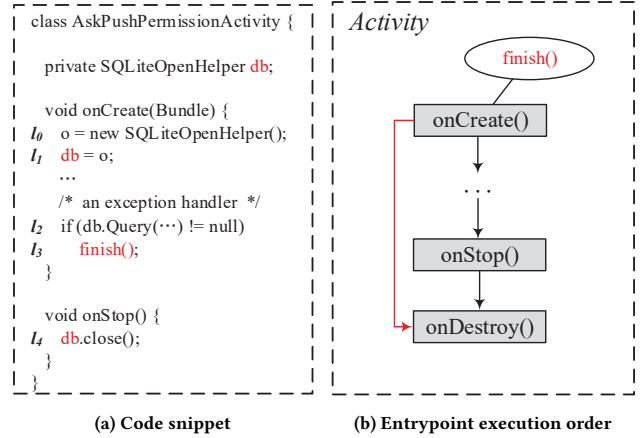 class AskPushPermissionActivity {
private SQLiteOpenHelper db;
void onCreate(Bundle) {
l0 o = new SQLiteOpenHelper();
l1 db = o;
…
/* an exception handler */
l2 if (db.Query(…) != null)
l3 finish();
}
void onStop() {
l4 db.close();
}
}
(a) Code snippet
Activity
finish()
onCreate()
...
onStop()
onDestroy()
(b) Entrypoint execution order